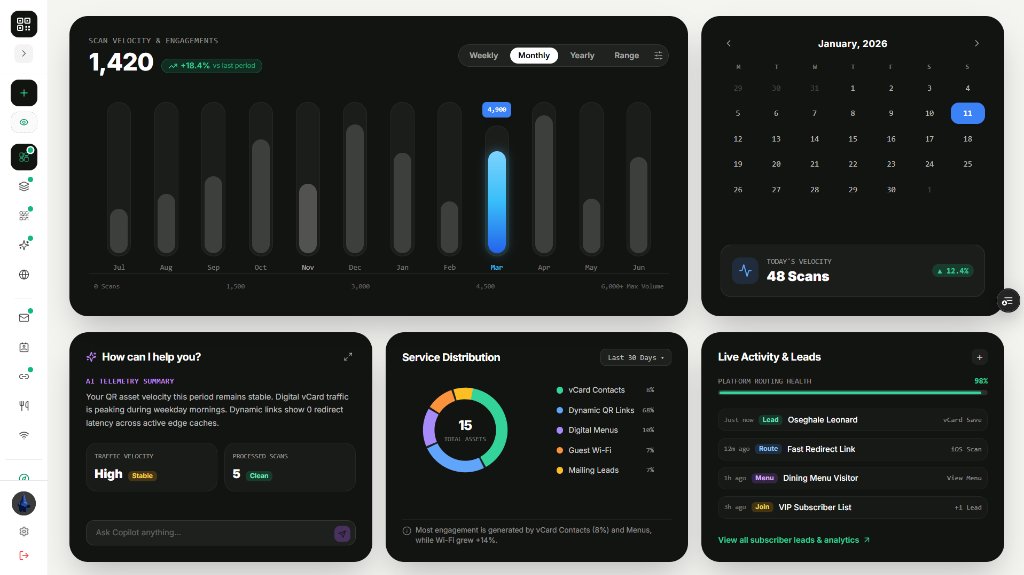 SCAN VELOCITY & ENGAGEMENTS
1,420
+18.4% vs last period
Weekly Monthly Yearly Range
4,900
Jul Aug Sep Oct Nov Dec Jan Feb Mar Apr May Jun
0 Scans 1,500 3,000 4,500 6,000+ Max Volume
January, 2026
M T W T F S S
29 30 31 1 2 3 4
5 6 7 8 9 10 11
12 13 14 15 16 17 18
19 20 21 22 23 24 25
26 27 28 29 30 1
TODAY'S VELOCITY
48 Scans
▲ 12.4%
How can I help you?
AI TELEMETRY SUMMARY
Your QR asset velocity this period remains stable. Digital vCard traffic
is peaking during weekday mornings. Dynamic links show 0 redirect
latency across active edge caches.
TRAFFIC VELOCITY
High Stable
PROCESSED SCANS
5 Clean
Ask Copilot anything...
Service Distribution
Last 30 Days ▾
15
TOTAL ASSETS
vCard Contacts 8%
Dynamic QR Links 68%
Digital Menus 10%
Guest Wi-Fi 7%
Mailing Leads 7%
Most engagement is generated by vCard Contacts (8%) and Menus,
while Wi-Fi grew +14%.
Live Activity & Leads
+
PLATFORM ROUTING HEALTH 98%
Just now Lead Oseghale Leonard vCard Save
12m ago Route Fast Redirect Link iOS Scan
1h ago Menu Dining Menu Visitor View Menu
3h ago Join VIP Subscriber List +1 Lead
View all subscriber leads & analytics